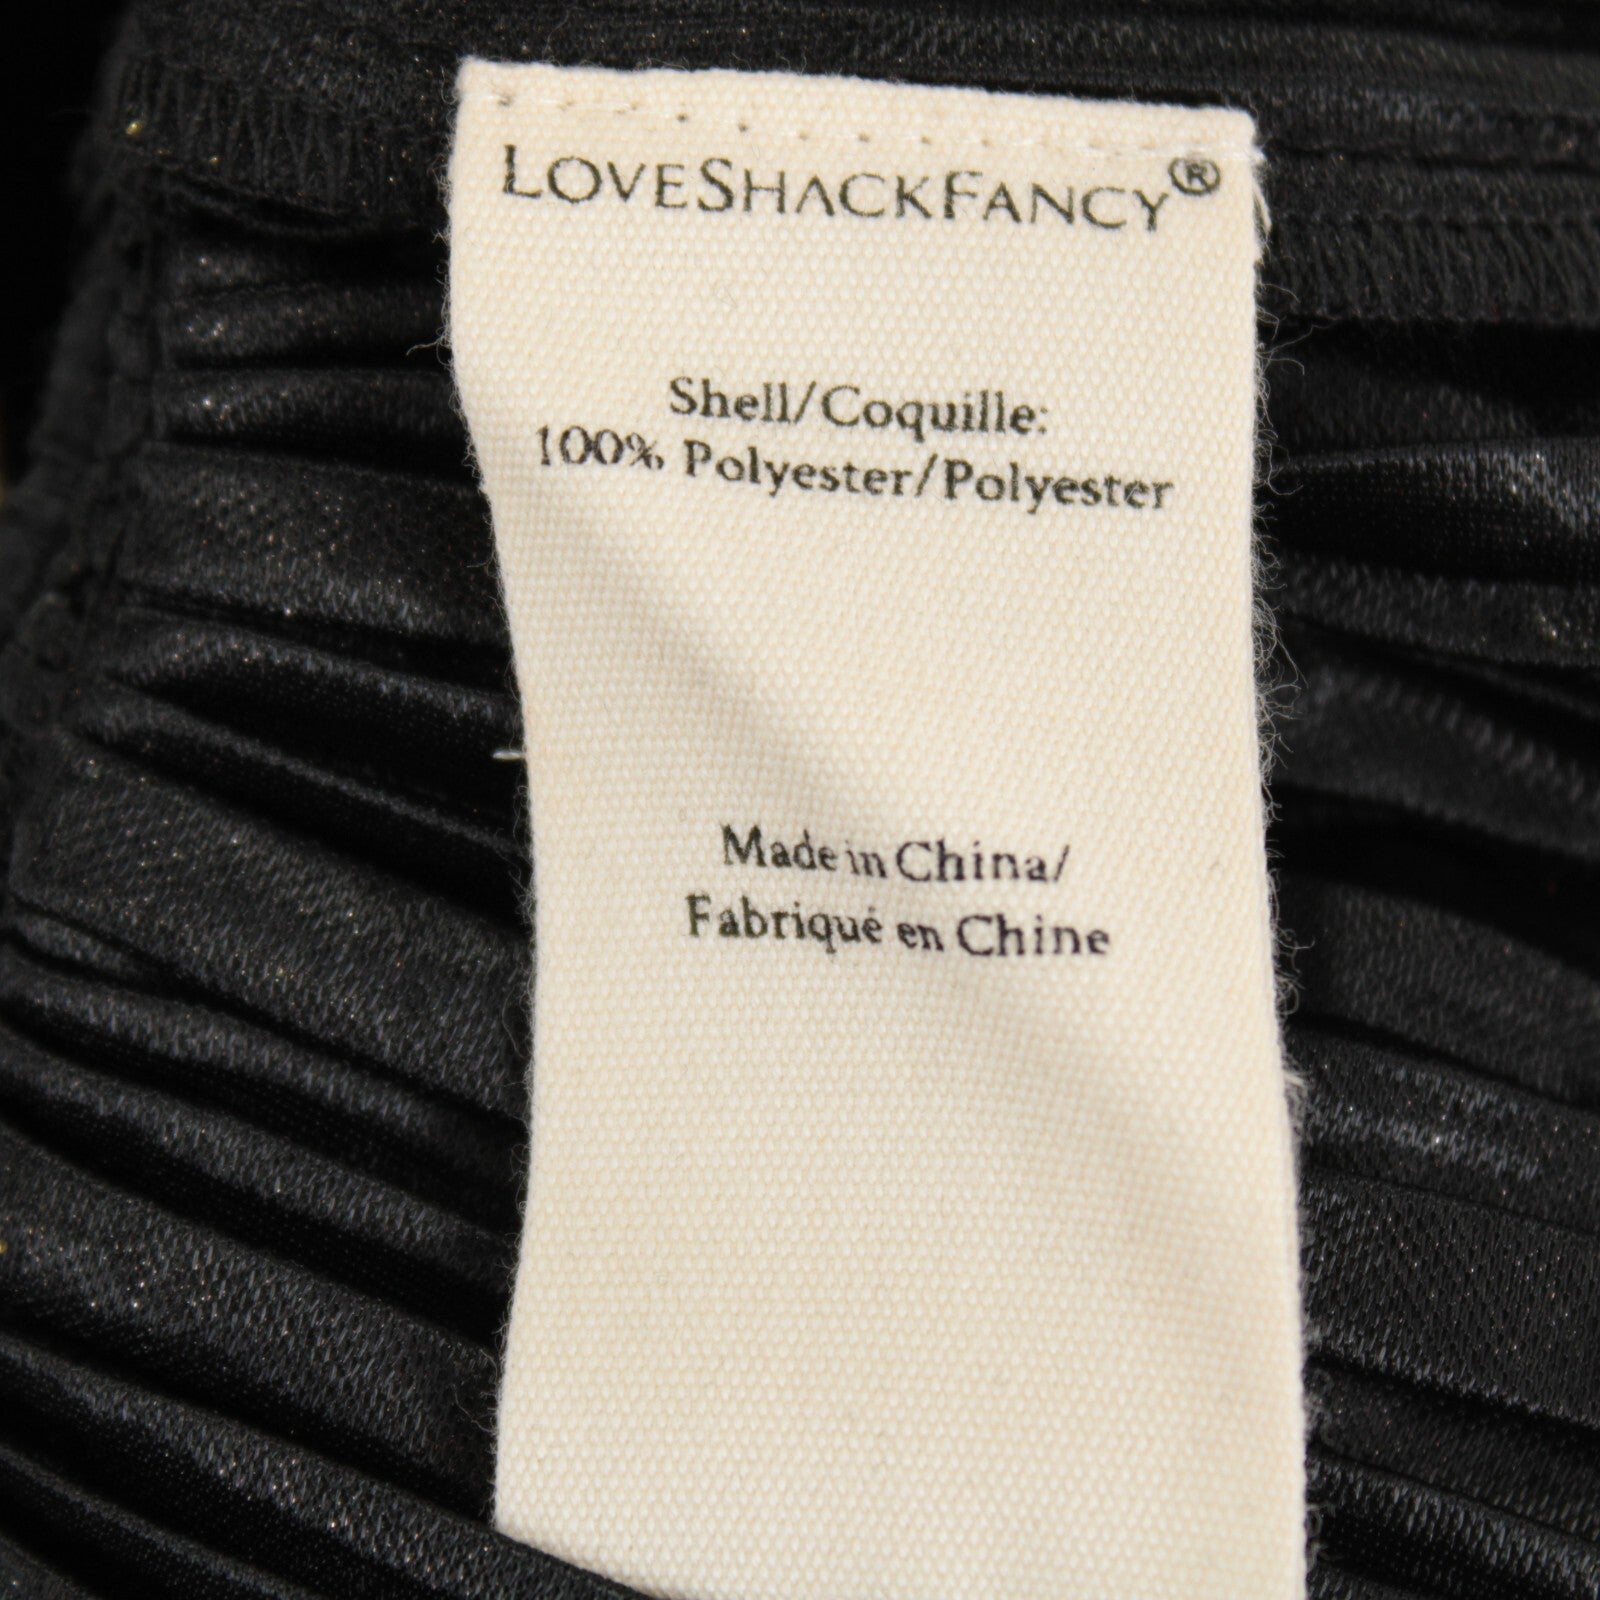 LOVESHACKFANCY®
Shell/Coquille:
100% Polyester/Polyester
Made in China/
Fabriqué en Chine